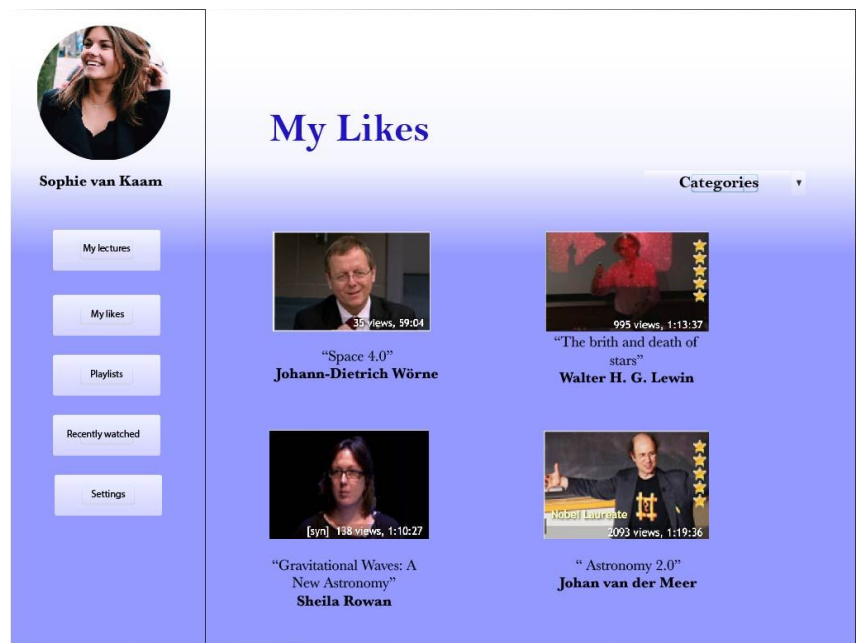 Sophie van Kaam
My lectures
My likes
Playlists
Recently watched
Settings
My Likes
Categories
35 views, 59:04
“Space 4.0”
Johann-Dietrich Wörne
995 views, 1:13:37
“The brith and death of
stars”
Walter H. G. Lewin
[syn] 138 views, 1:10:27
“Gravitational Waves: A
New Astronomy”
Sheila Rowan
Nobel Laureate
2093 views, 1:19:36
“ Astronomy 2.0”
Johan van der Meer